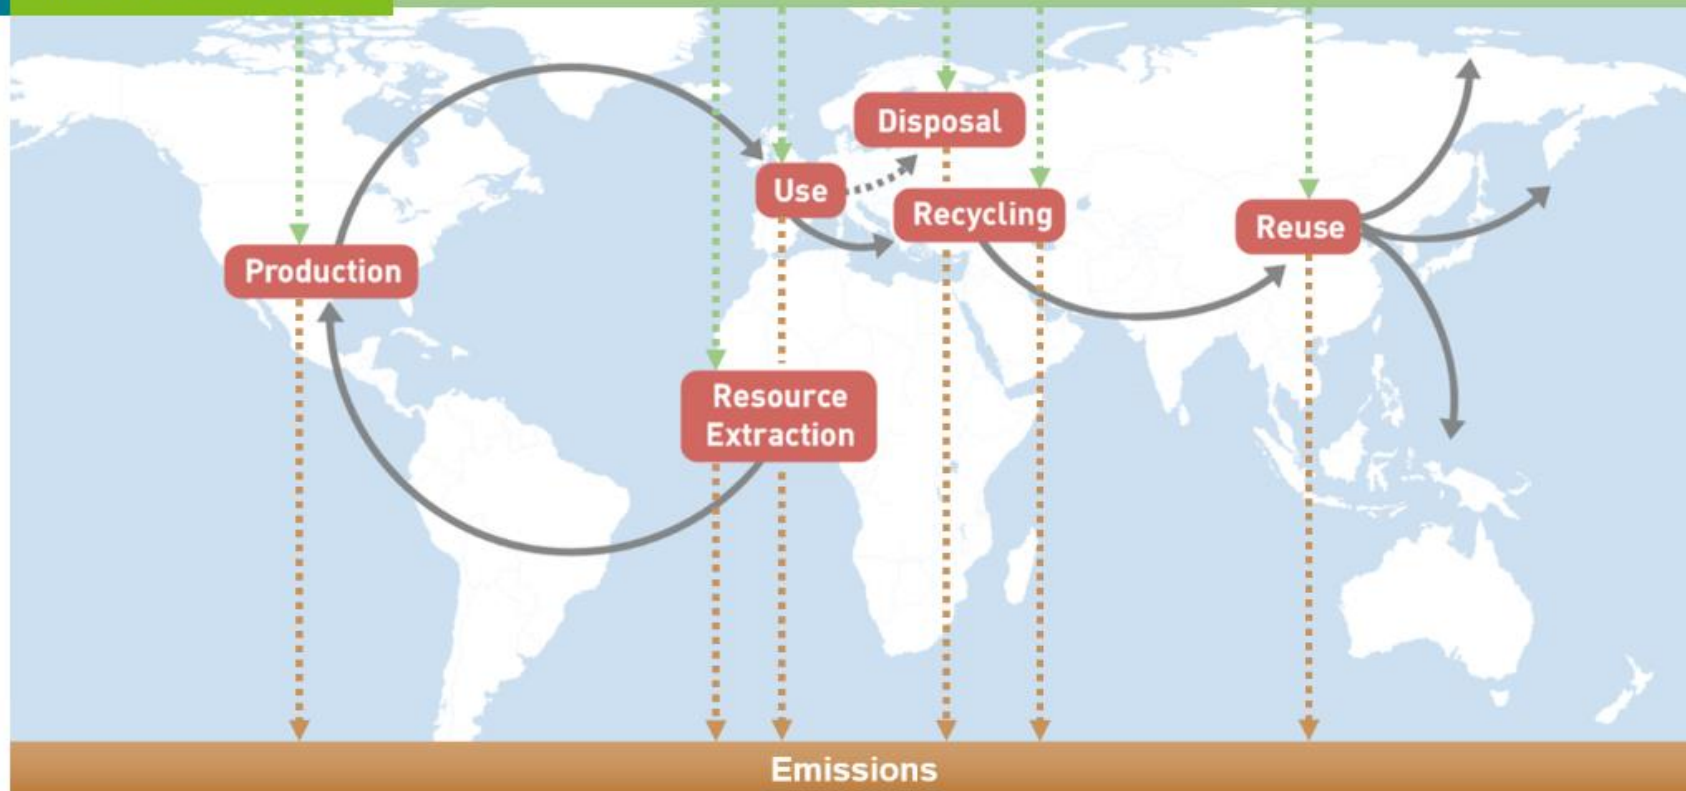 Disposal
Use
Recycling
Reuse
Production
Resource
Extraction
Emissions